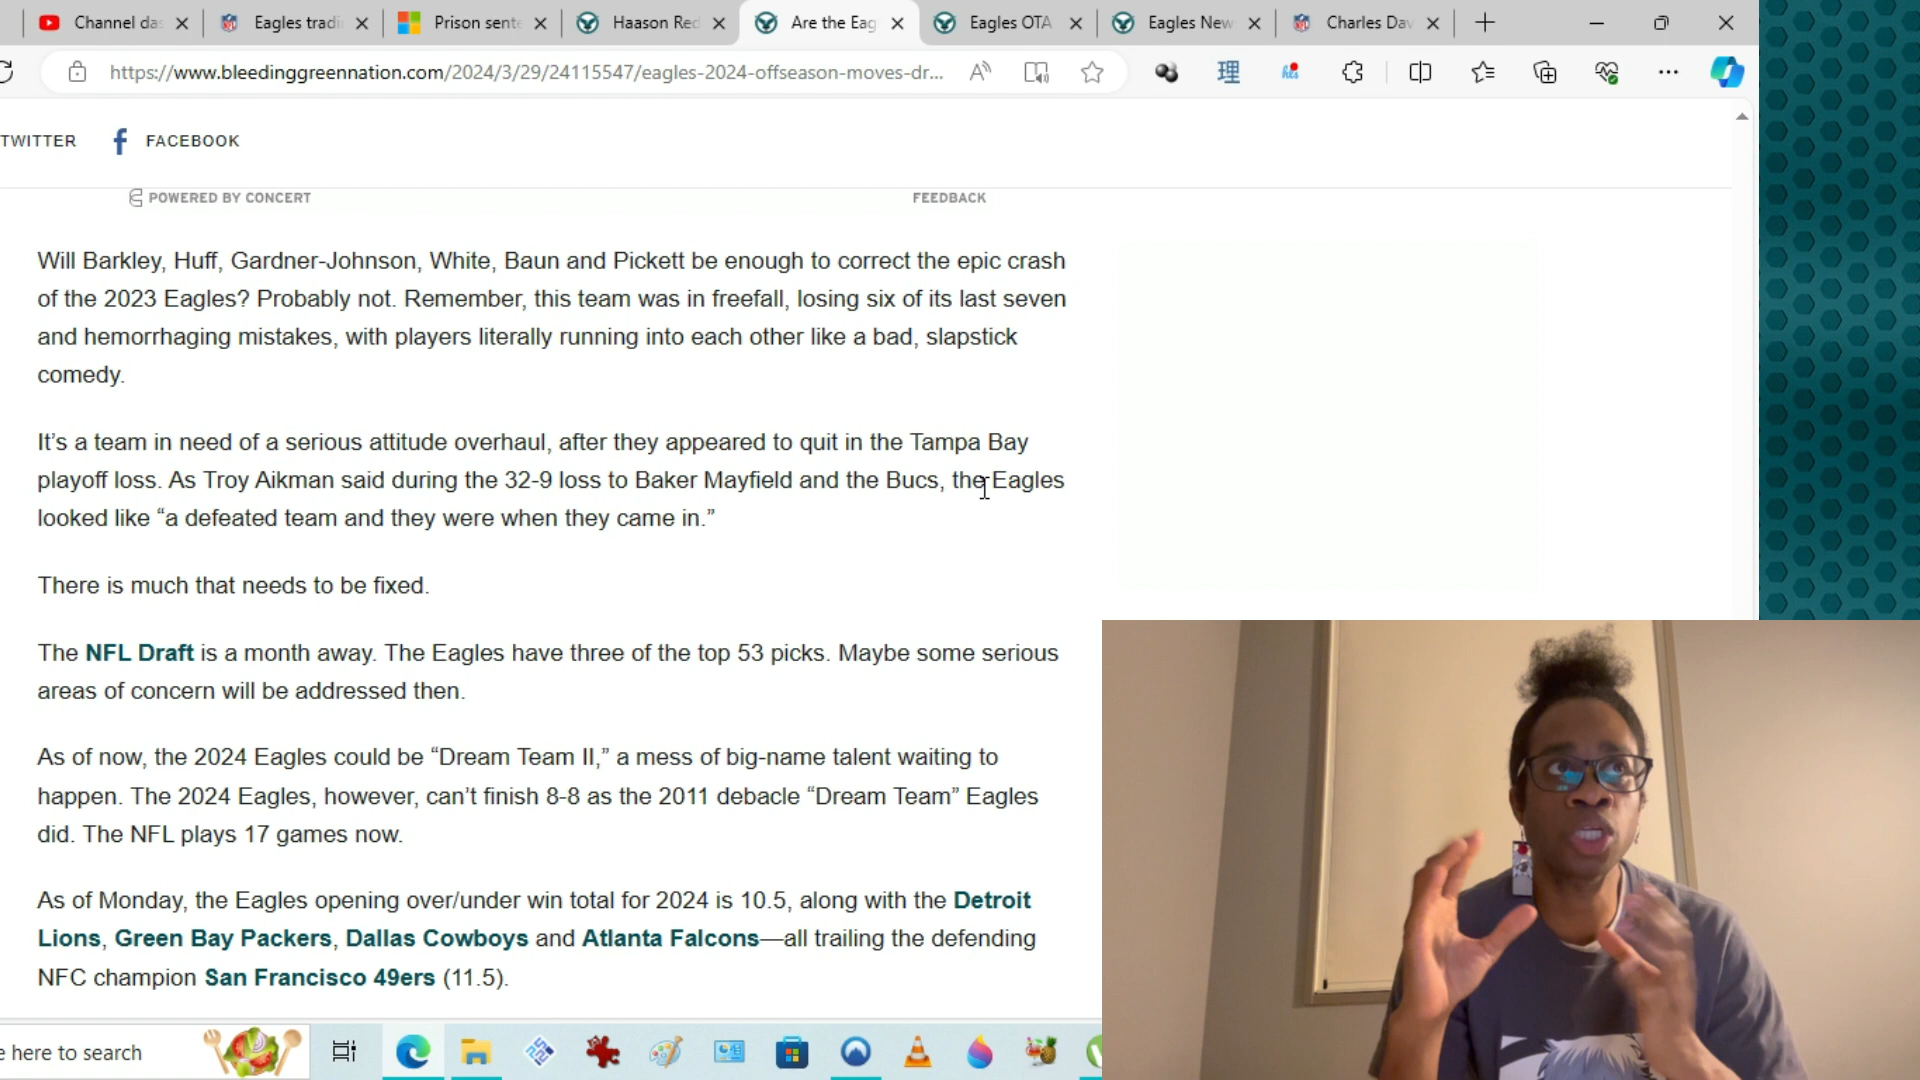 Channel das
Eagles tradi
Prison sente
Haason Red
Are the Eag
Eagles OTA
Eagles New
Charles Dav
https://www.bleedinggreennation.com/2024/3/29/24115547/eagles-2024-offseason-moves-dr...
理
TWITTER
FACEBOOK
POWERED BY CONCERT
FEEDBACK
Will Barkley, Huff, Gardner-Johnson, White, Baun and Pickett be enough to correct the epic crash
of the 2023 Eagles? Probably not. Remember, this team was in freefall, losing six of its last seven
and hemorrhaging mistakes, with players literally running into each other like a bad, slapstick
comedy.
It’s a team in need of a serious attitude overhaul, after they appeared to quit in the Tampa Bay
playoff loss. As Troy Aikman said during the 32-9 loss to Baker Mayfield and the Bucs, the Eagles
looked like “a defeated team and they were when they came in.”
There is much that needs to be fixed.
The NFL Draft is a month away. The Eagles have three of the top 53 picks. Maybe some serious
areas of concern will be addressed then.
As of now, the 2024 Eagles could be “Dream Team II,” a mess of big-name talent waiting to
happen. The 2024 Eagles, however, can’t finish 8-8 as the 2011 debacle “Dream Team” Eagles
did. The NFL plays 17 games now.
As of Monday, the Eagles opening over/under win total for 2024 is 10.5, along with the Detroit
Lions, Green Bay Packers, Dallas Cowboys and Atlanta Falcons—all trailing the defending
NFC champion San Francisco 49ers (11.5).
e here to search